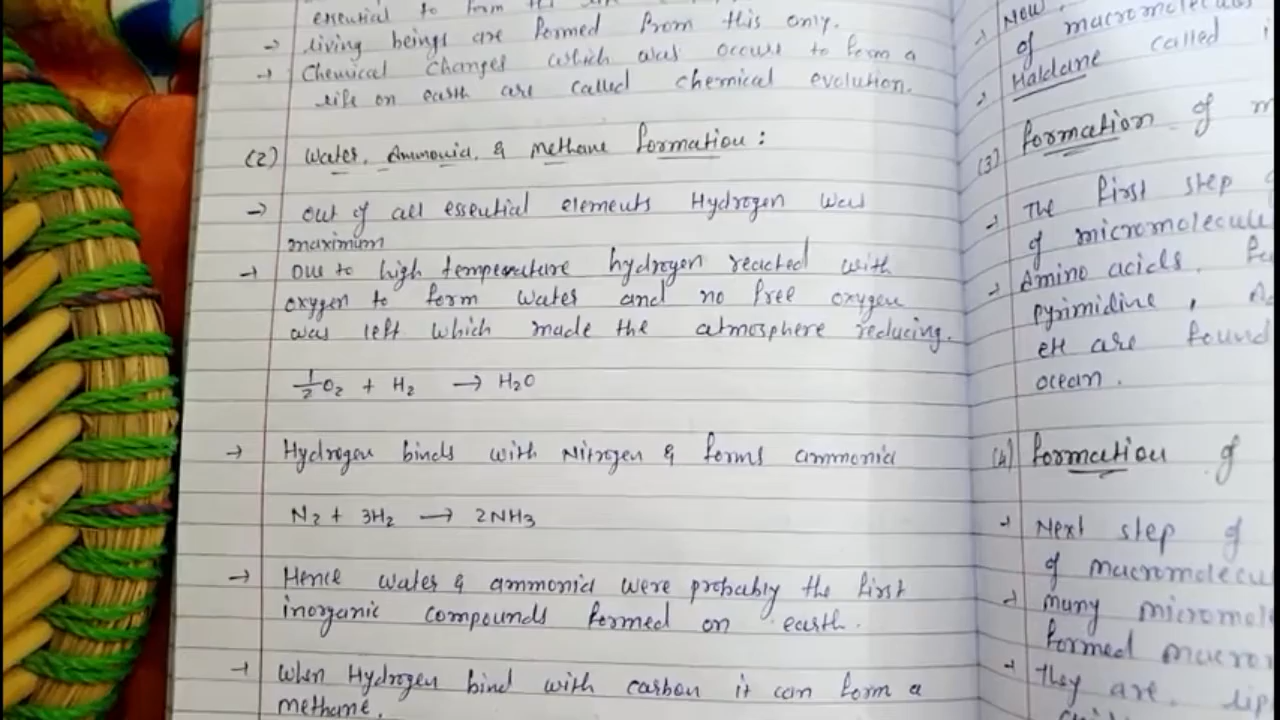 essential to form the
→ living beings are formed from this only.
→ Chemical changes which was occurs to form a
life on earth are called chemical evolution.
(2) Water, Ammonia, & methane formation :
→ out of all essential elements Hydrogen was
maximum
→ Due to high temperature hydrogen reacted with
oxygen to form water and no free oxygen
was left which made the atmosphere reducing.
½O₂ + H₂ → H₂O
→ Hydrogen binds with Nitrogen & forms ammonia
N₂ + 3H₂ → 2NH₃
→ Hence water & ammonia were probably the first
inorganic compounds formed on earth.
→ when Hydrogen bind with carbon it can form a
methane.
→ Now
of macromolecules
→ Haldane called
(3) formation of m
→ The first step
of micromolecule
→ Amino acids,
pyrimidine,
etc are found
ocean.
(4) formation of
→ Next step of
of macromolecu
→ many micromole
formed macro
→ They are lip